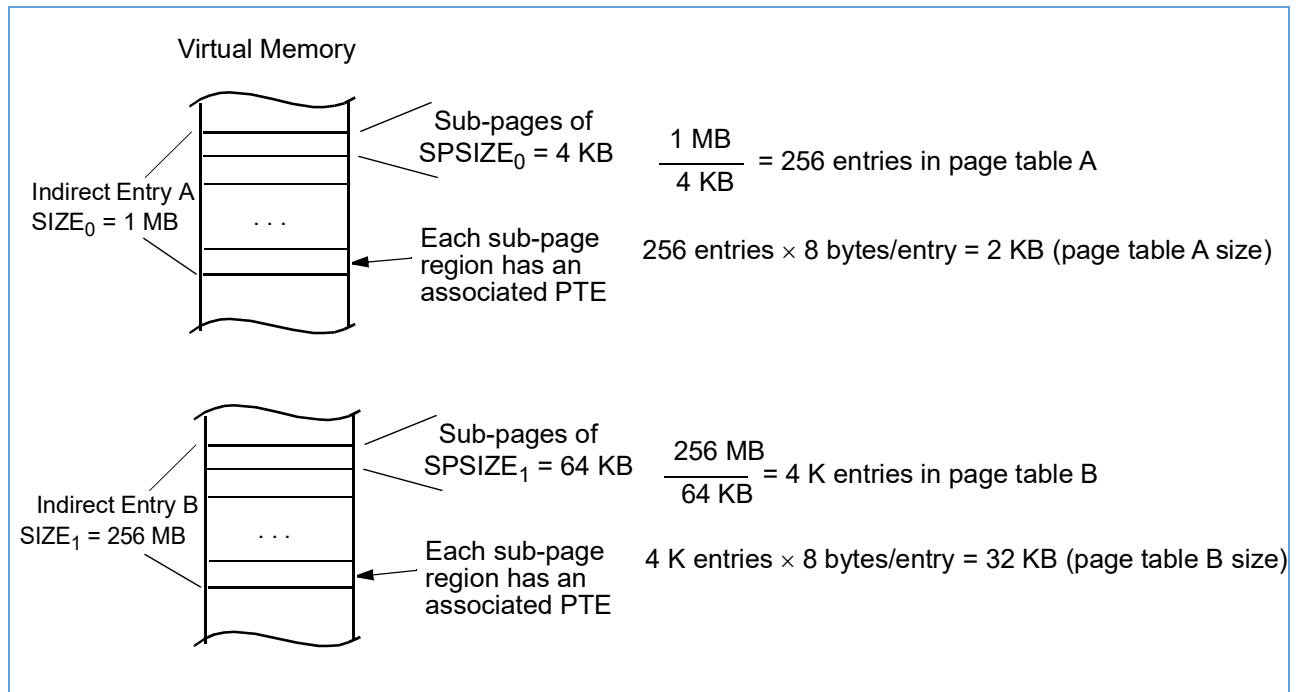 Virtual Memory
Sub-pages of
SPSIZE0 = 4 KB
1 MB
4 KB
= 256 entries in page table A
Indirect Entry A
SIZE0 = 1 MB
. . .
Each sub-page
region has an
associated PTE
256 entries × 8 bytes/entry = 2 KB (page table A size)
Sub-pages of
SPSIZE1 = 64 KB
256 MB
64 KB
= 4 K entries in page table B
Indirect Entry B
SIZE1 = 256 MB
. . .
Each sub-page
region has an
associated PTE
4 K entries × 8 bytes/entry = 32 KB (page table B size)